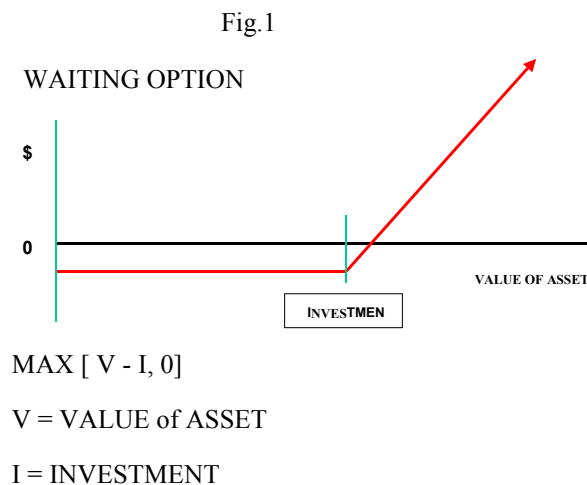 Fig.1
WAITING OPTION
$
0
VALUE OF ASSET
INVESTMEN
MAX [ V - I, 0]
V = VALUE of ASSET
I = INVESTMENT